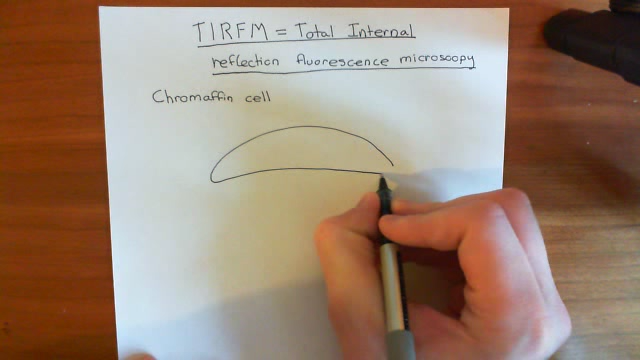 TIRFM = Total Internal
reflection fluorescence microscopy
Chromaffin cell